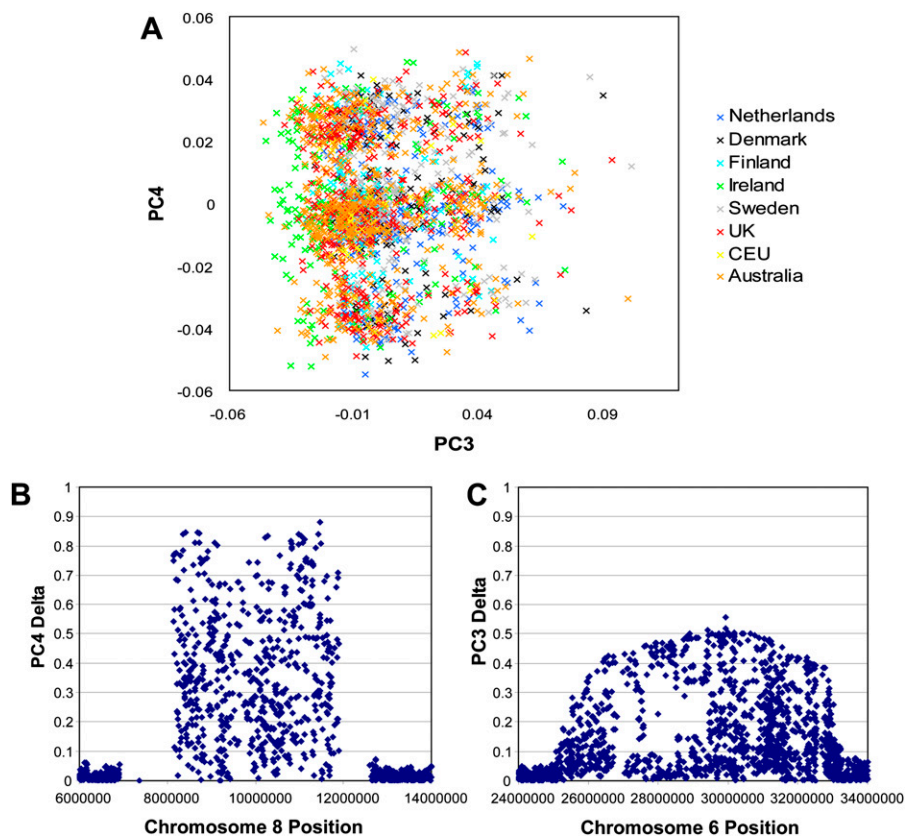 A
0.06
0.04
0.02
0
-0.02
-0.04
-0.06
PC4
-0.06
-0.01
0.04
0.09
PC3
Netherlands
Denmark
Finland
Ireland
Sweden
UK
CEU
Australia
B
1
0.9
0.8
0.7
0.6
0.5
0.4
0.3
0.2
0.1
0
PC4 Delta
6000000 8000000 10000000 12000000 14000000
Chromosome 8 Position
C
1
0.9
0.8
0.7
0.6
0.5
0.4
0.3
0.2
0.1
0
PC3 Delta
24000000 26000000 28000000 30000000 32000000 34000000
Chromosome 6 Position